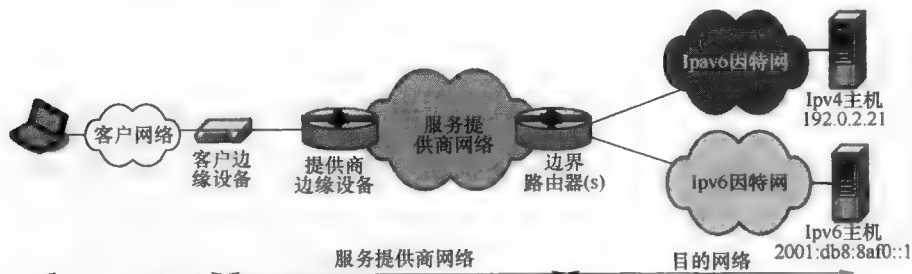 客户网络
客户边
缘设备
提供商
边缘设备
服务提
供商网络
边界
路由器(s)
Ipav6因特网
Ipv4主机
192.0.2.21
Ipv6因特网
Ipv6主机
2001:db8:8af0::1
服务提供商网络
目的网络